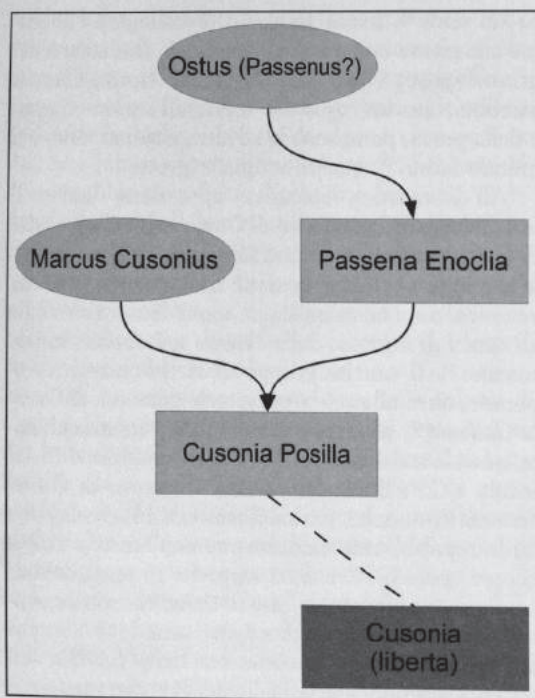 Ostus (Passenus?)
Marcus Cusonius
Passena Enoclia
Cusonia Posilla
Cusonia
(liberta)